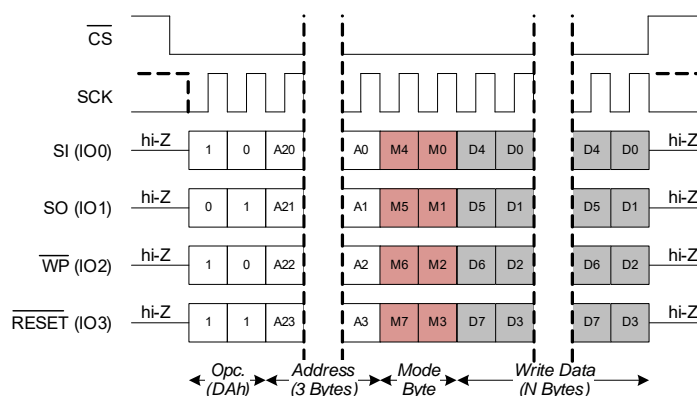 CS
SCK
SI (IO0) hi-Z 1 0 A20 A0 M4 M0 D4 D0 D4 D0 hi-Z
SO (IO1) hi-Z 0 1 A21 A1 M5 M1 D5 D1 D5 D1 hi-Z
WP (IO2) hi-Z 1 0 A22 A2 M6 M2 D6 D2 D6 D2 hi-Z
RESET (IO3) hi-Z 1 1 A23 A3 M7 M3 D7 D3 D7 D3 hi-Z
Opc. Address Mode Write Data
(DAh) (3 Bytes) Byte (N Bytes)